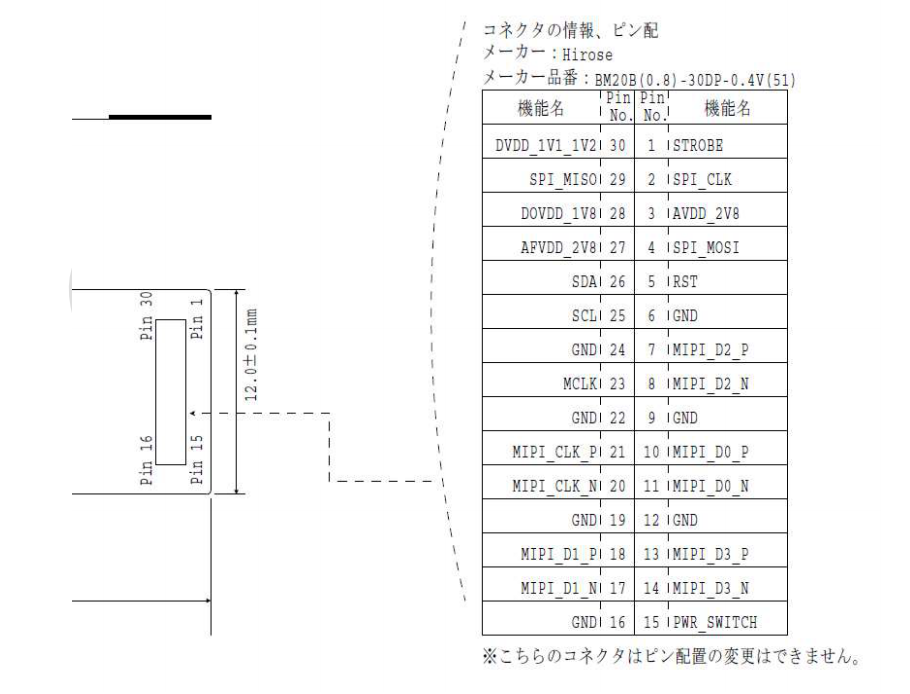 コネクタの情報、ピン配
メーカー：Hirose
メーカー品番：BM20B(0.8)-30DP-0.4V(51)
機能名 Pin No. Pin No. 機能名
DVDD_1V1_1V2 30 1 STROBE
SPI_MISO 29 2 SPI_CLK
DOVDD_1V8 28 3 AVDD_2V8
AFVDD_2V8 27 4 SPI_MOSI
SDA 26 5 RST
SCL 25 6 GND
GND 24 7 MIPI_D2_P
MCLK 23 8 MIPI_D2_N
GND 22 9 GND
MIPI_CLK_P 21 10 MIPI_D0_P
MIPI_CLK_N 20 11 MIPI_D0_N
GND 19 12 GND
MIPI_D1_P 18 13 MIPI_D3_P
MIPI_D1_N 17 14 MIPI_D3_N
GND 16 15 PWR_SWITCH
※こちらのコネクタはピン配置の変更はできません。
Pin 30
Pin 1
Pin 16
Pin 15
12.0±0.1mm